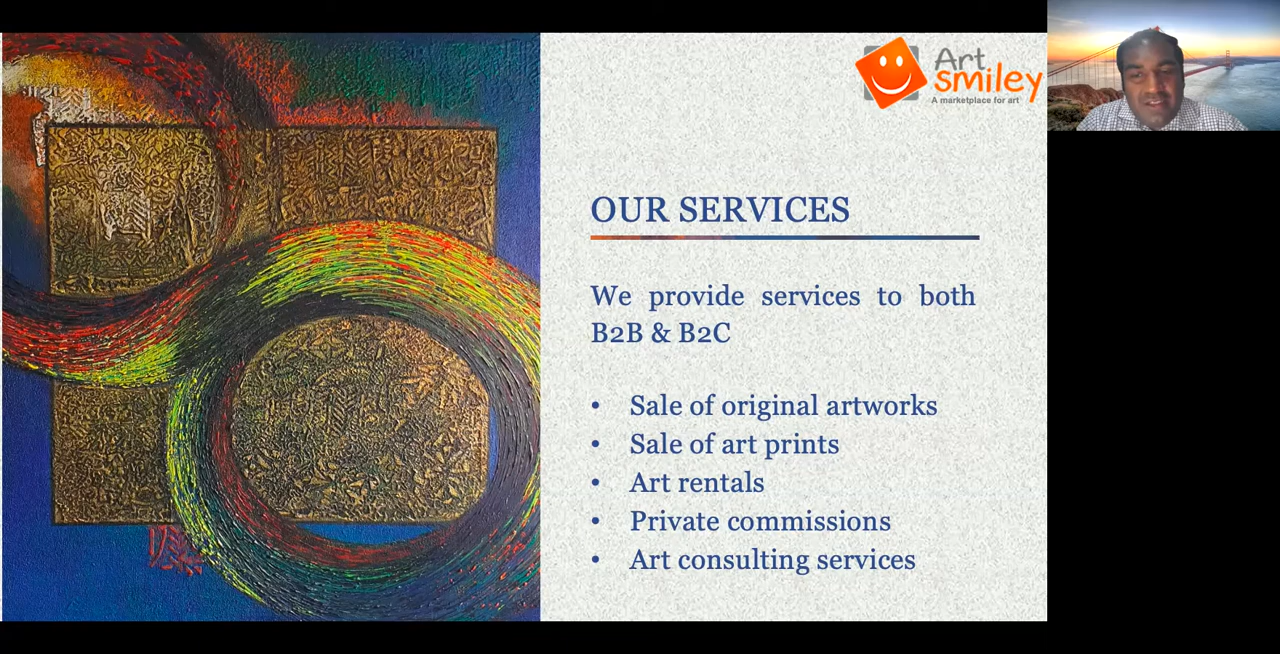 Art
smiley
A marketplace for art
OUR SERVICES
We provide services to both
B2B & B2C
• Sale of original artworks
• Sale of art prints
• Art rentals
• Private commissions
• Art consulting services